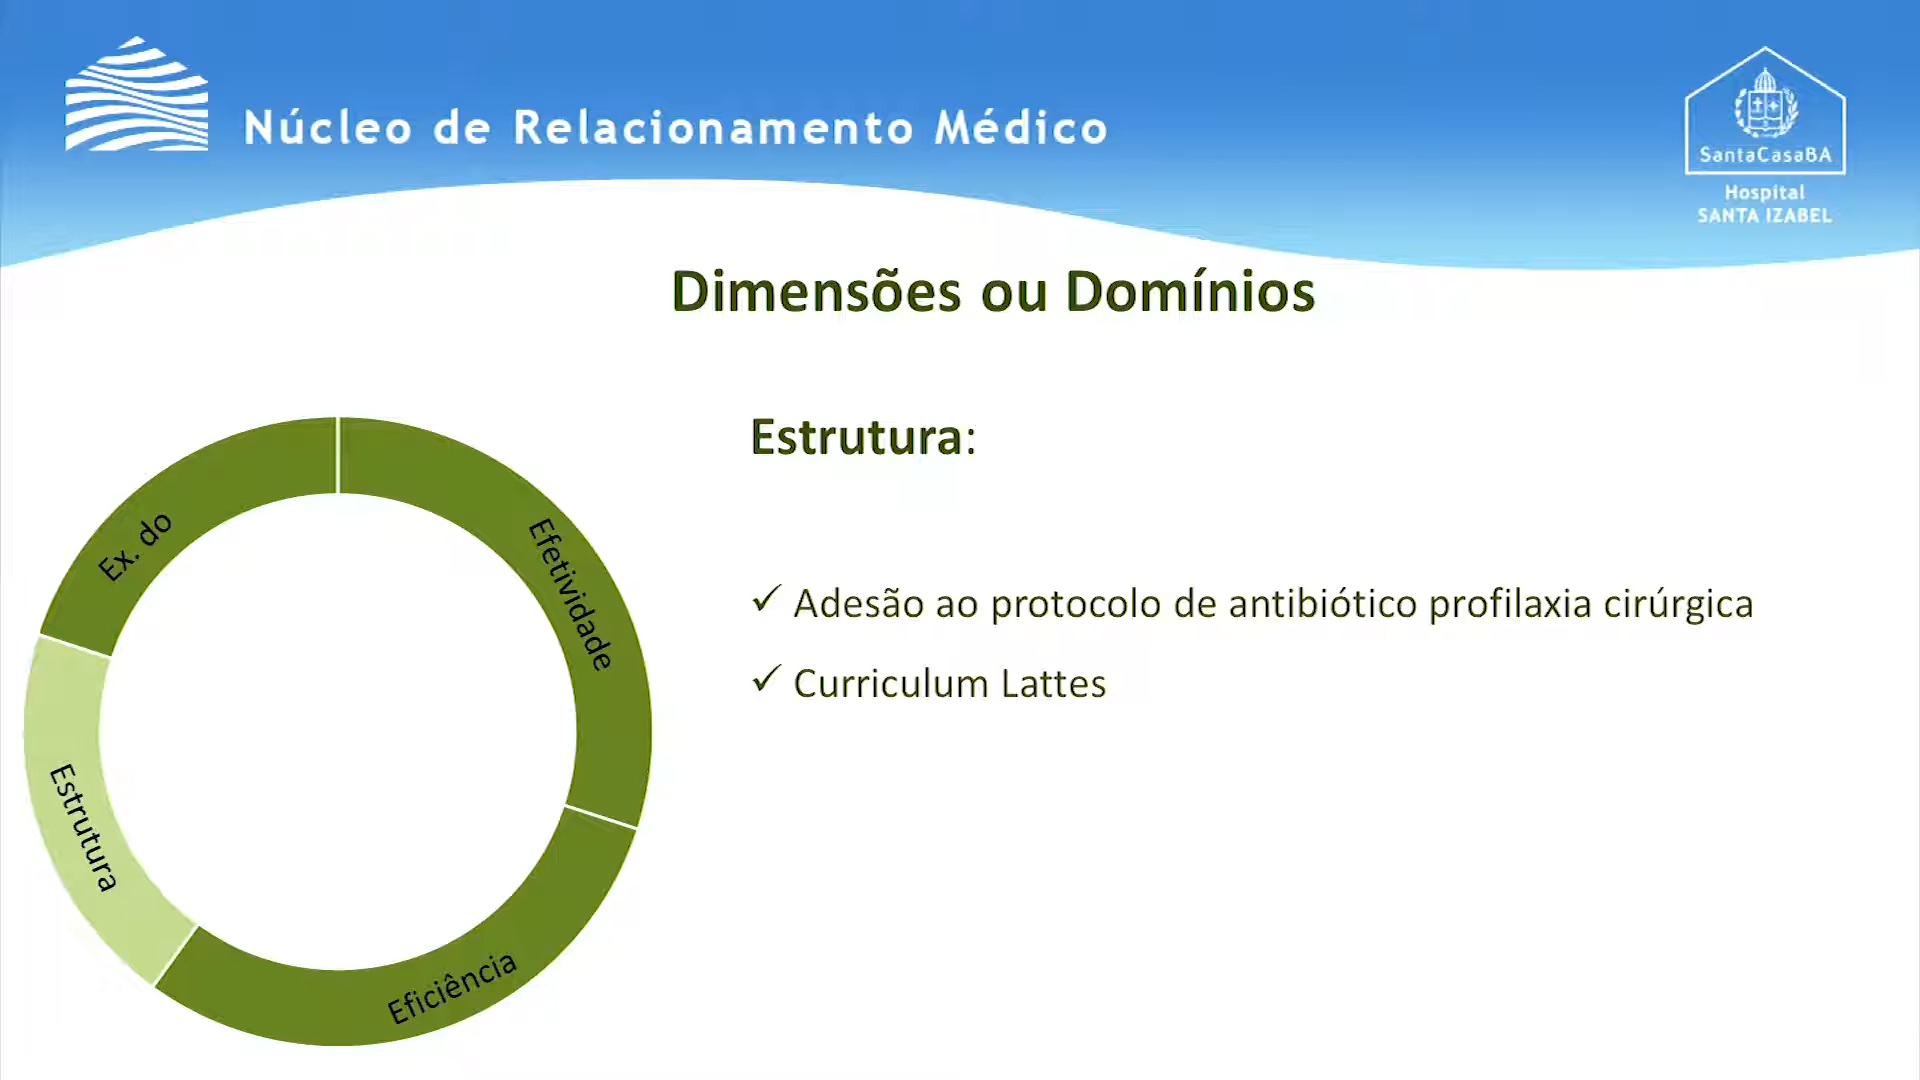 Núcleo de Relacionamento Médico
SantaCasaBA
Hospital
SANTA IZABEL
Dimensões ou Domínios
Estrutura:
✓ Adesão ao protocolo de antibiótico profilaxia cirúrgica
✓ Curriculum Lattes
Ex. do
Efetividade
Estrutura
Eficiência